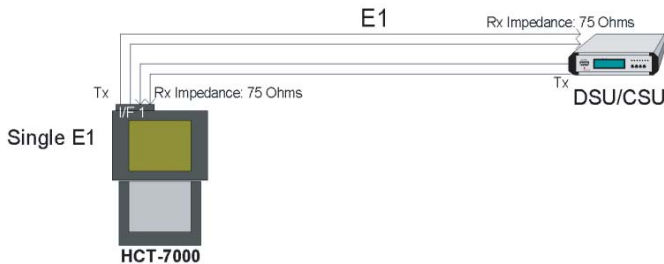 E1
Rx Impedance: 75 Ohms
Tx
Rx Impedance: 75 Ohms
Tx
DSU/CSU
I/F 1
Single E1
HCT-7000